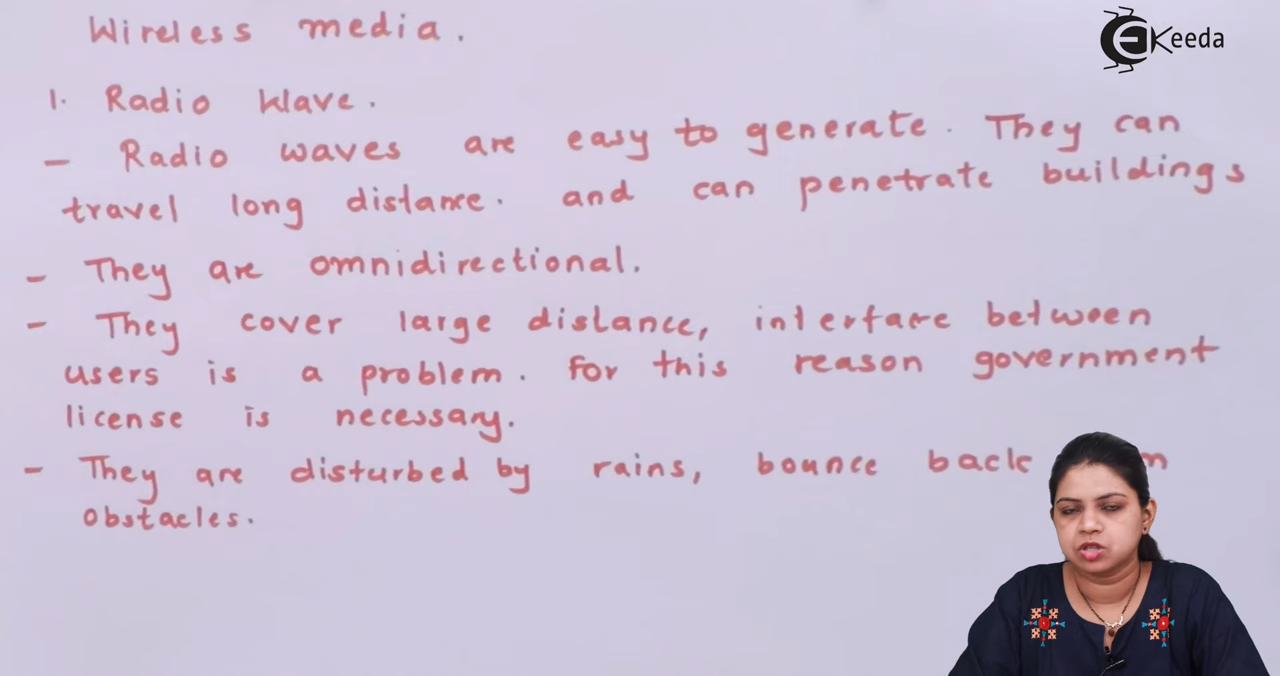 Wireless media.
EKeeda
1. Radio Wave.
- Radio waves are easy to generate. They can
travel long distance. and can penetrate buildings
- They are omnidirectional.
- They cover large distance, interface between
users is a problem. For this reason government
license is necessary.
- They are disturbed by rains, bounce back
obstacles.